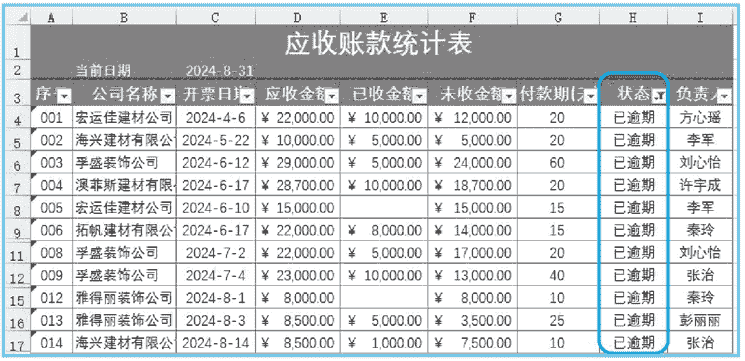 A B C D E F G H I
1 应收账款统计表
2 当前日期 2024-8-31
3 序 公司名称 开票日期 应收金额 已收金额 未收金额 付款期(天 状态 负责人
4 001 宏运佳建材公司 2024-4-6 ¥ 22,000.00 ¥ 10,000.00 ¥ 12,000.00 20 已逾期 方心瑶
5 002 海兴建材有限公 2024-5-22 ¥ 10,000.00 ¥ 5,000.00 ¥ 5,000.00 20 已逾期 李军
6 003 孚盛装饰公司 2024-6-12 ¥ 29,000.00 ¥ 5,000.00 ¥ 24,000.00 60 已逾期 刘心怡
7 004 澳菲斯建材有限 2024-6-17 ¥ 28,700.00 ¥ 10,000.00 ¥ 18,700.00 20 已逾期 许宇成
8 005 宏运佳建材公司 2024-6-10 ¥ 15,000.00 ¥ 15,000.00 15 已逾期 李军
9 006 拓帆建材有限公 2024-6-17 ¥ 22,000.00 ¥ 8,000.00 ¥ 14,000.00 15 已逾期 秦玲
11 008 孚盛装饰公司 2024-7-2 ¥ 22,000.00 ¥ 5,000.00 ¥ 17,000.00 20 已逾期 刘心怡
12 009 孚盛装饰公司 2024-7-4 ¥ 23,000.00 ¥ 10,000.00 ¥ 13,000.00 40 已逾期 张治
15 012 雅得丽装饰公司 2024-8-1 ¥ 8,000.00 ¥ 8,000.00 10 已逾期 秦玲
16 013 雅得丽装饰公司 2024-8-3 ¥ 8,500.00 ¥ 5,000.00 ¥ 3,500.00 25 已逾期 彭丽丽
17 014 海兴建材有限公 2024-8-14 ¥ 8,500.00 ¥ 1,000.00 ¥ 7,500.00 10 已逾期 张治